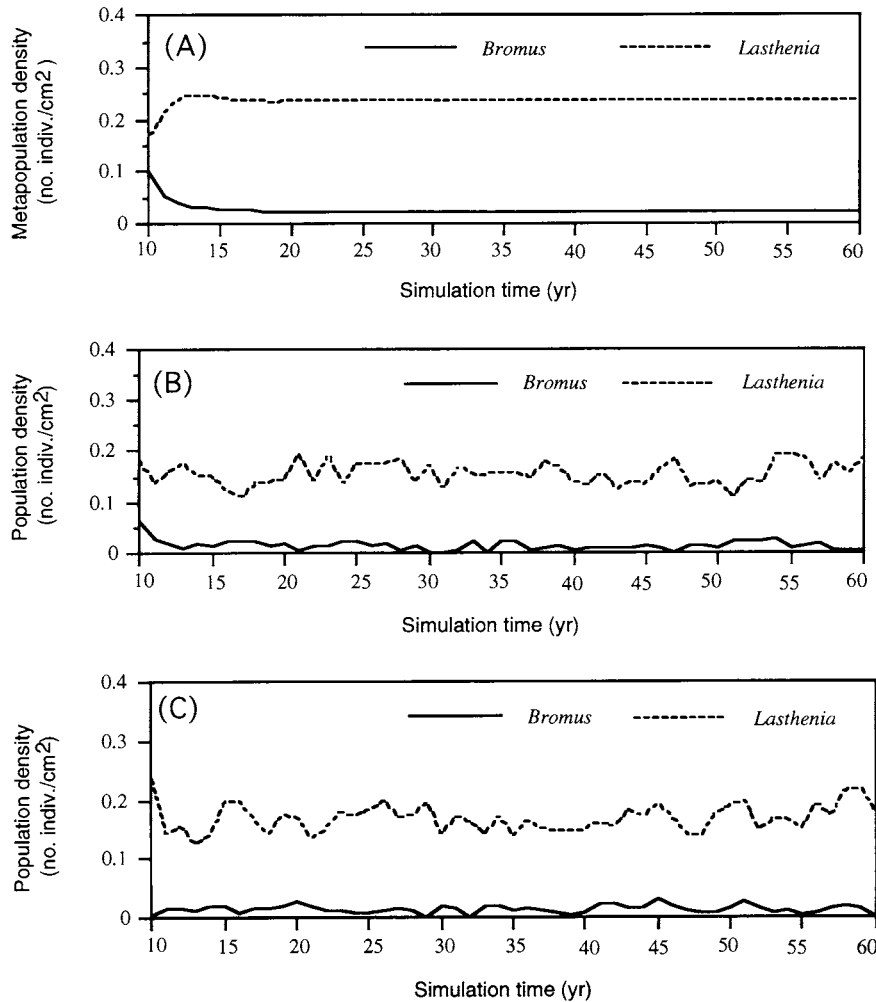 (A)
Bromus
Lasthenia
Metapopulation density
(no. indiv./cm2)
0.4
0.3
0.2
0.1
0
10 15 20 25 30 35 40 45 50 55 60
Simulation time (yr)
(B)
Bromus
Lasthenia
Population density
(no. indiv./cm2)
0.4
0.3
0.2
0.1
0
10 15 20 25 30 35 40 45 50 55 60
Simulation time (yr)
(C)
Bromus
Lasthenia
Population density
(no. indiv./cm2)
0.4
0.3
0.2
0.1
0
10 15 20 25 30 35 40 45 50 55 60
Simulation time (yr)